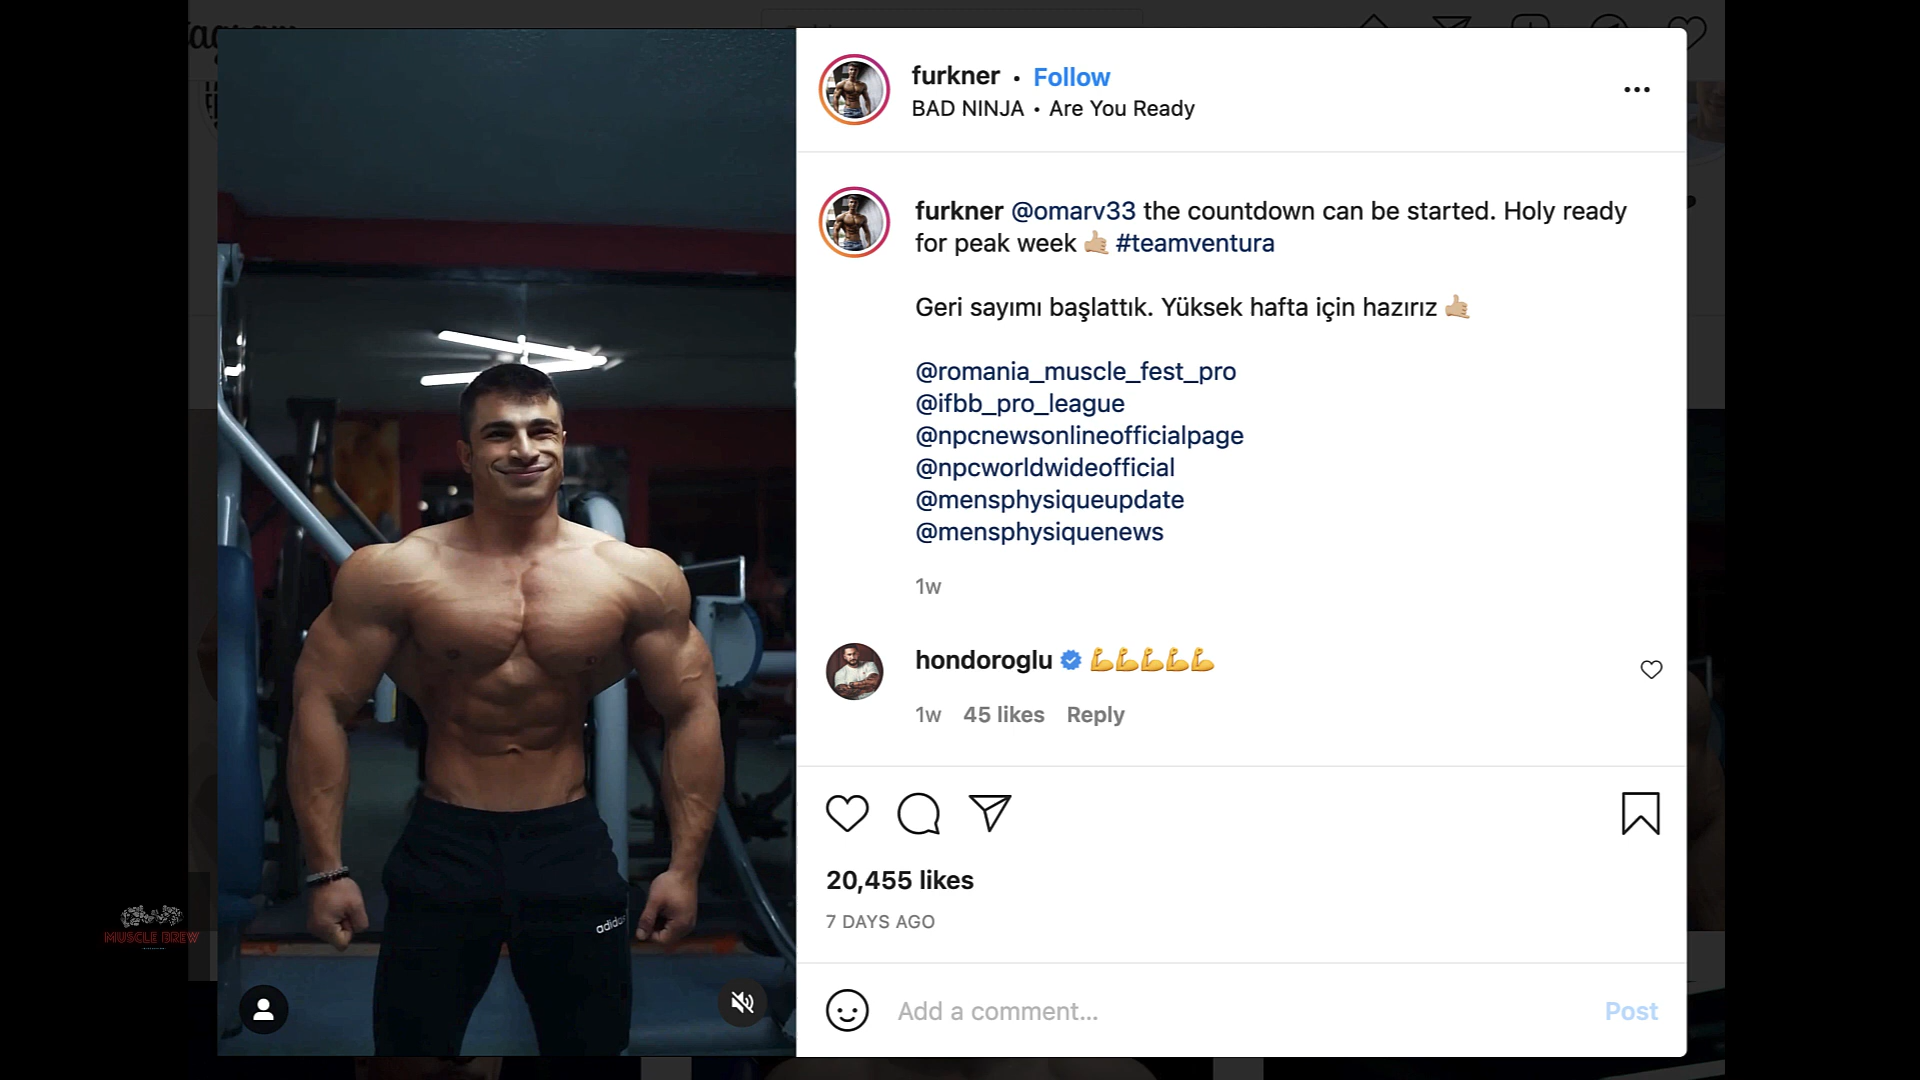 furkner • Follow
BAD NINJA • Are You Ready
furkner @omarv33 the countdown can be started. Holy ready
for peak week 🤙🏼 #teamventura
Geri sayımı başlattık. Yüksek hafta için hazırız 🤙🏼
@romania_muscle_fest_pro
@ifbb_pro_league
@npcnewsonlineofficialpage
@npcworldwideofficial
@mensphysiqueupdate
@mensphysiquenews
1w
hondoroglu 💪💪💪💪💪
1w 45 likes Reply
20,455 likes
7 DAYS AGO
Add a comment... Post
adidas
MUSCLE BREW